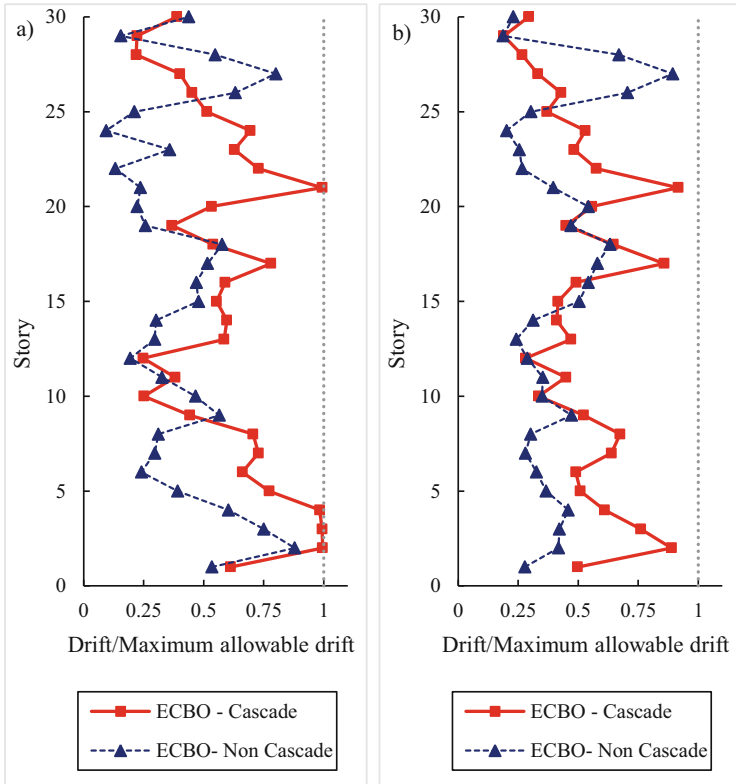 a)
30
25
20
15
10
5
0
Story
0 0.25 0.5 0.75 1
Drift/Maximum allowable drift
ECBO - Cascade
ECBO- Non Cascade
b)
30
25
20
15
10
5
0
Story
0 0.25 0.5 0.75 1
Drift/Maximum allowable drift
ECBO - Cascade
ECBO- Non Cascade